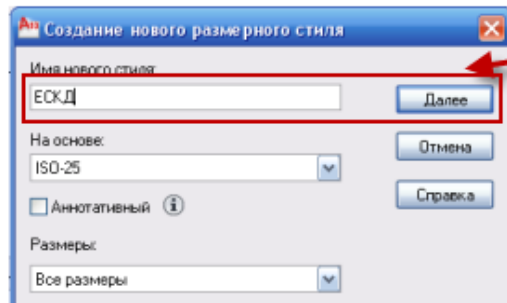 Создание нового размерного стиля
Имя нового стиля:
ЕСКД
Далее
На основе:
Отмена
ISO-25
Справка
Аннотативный
Размеры:
Все размеры